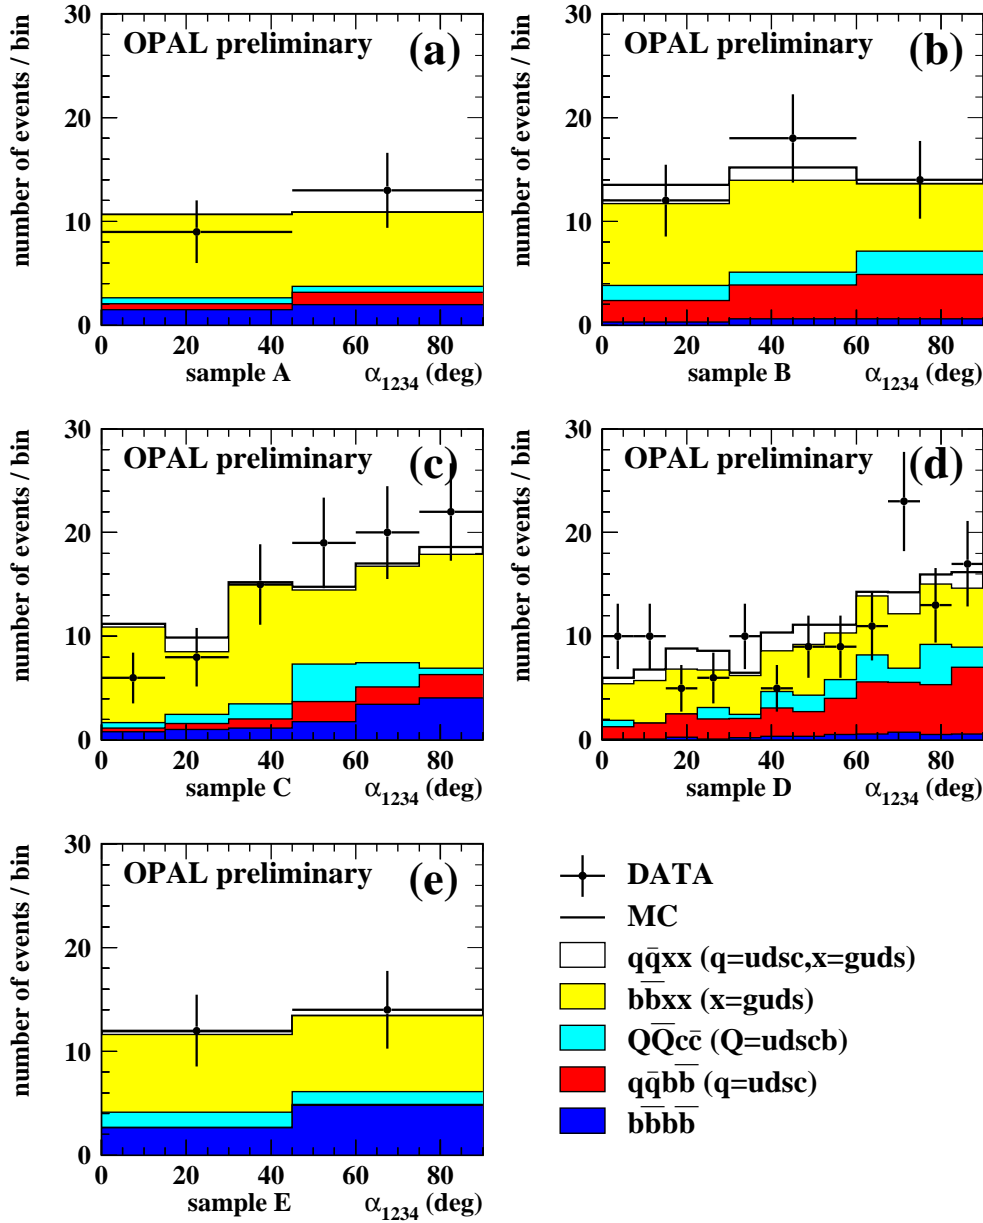 number of events / bin
OPAL preliminary
(a)
30
20
10
0
0 20 40 60 80
sample A α1234 (deg)
number of events / bin
OPAL preliminary
(b)
30
20
10
0
0 20 40 60 80
sample B α1234 (deg)
number of events / bin
OPAL preliminary
(c)
30
20
10
0
0 20 40 60 80
sample C α1234 (deg)
number of events / bin
OPAL preliminary
(d)
30
20
10
0
0 20 40 60 80
sample D α1234 (deg)
number of events / bin
OPAL preliminary
(e)
30
20
10
0
0 20 40 60 80
sample E α1234 (deg)
DATA
MC
qq̄xx (q=udsc,x=guds)
bb̄xx (x=guds)
QQ̄cc̄ (Q=udscb)
qq̄bb̄ (q=udsc)
bb̄bb̄